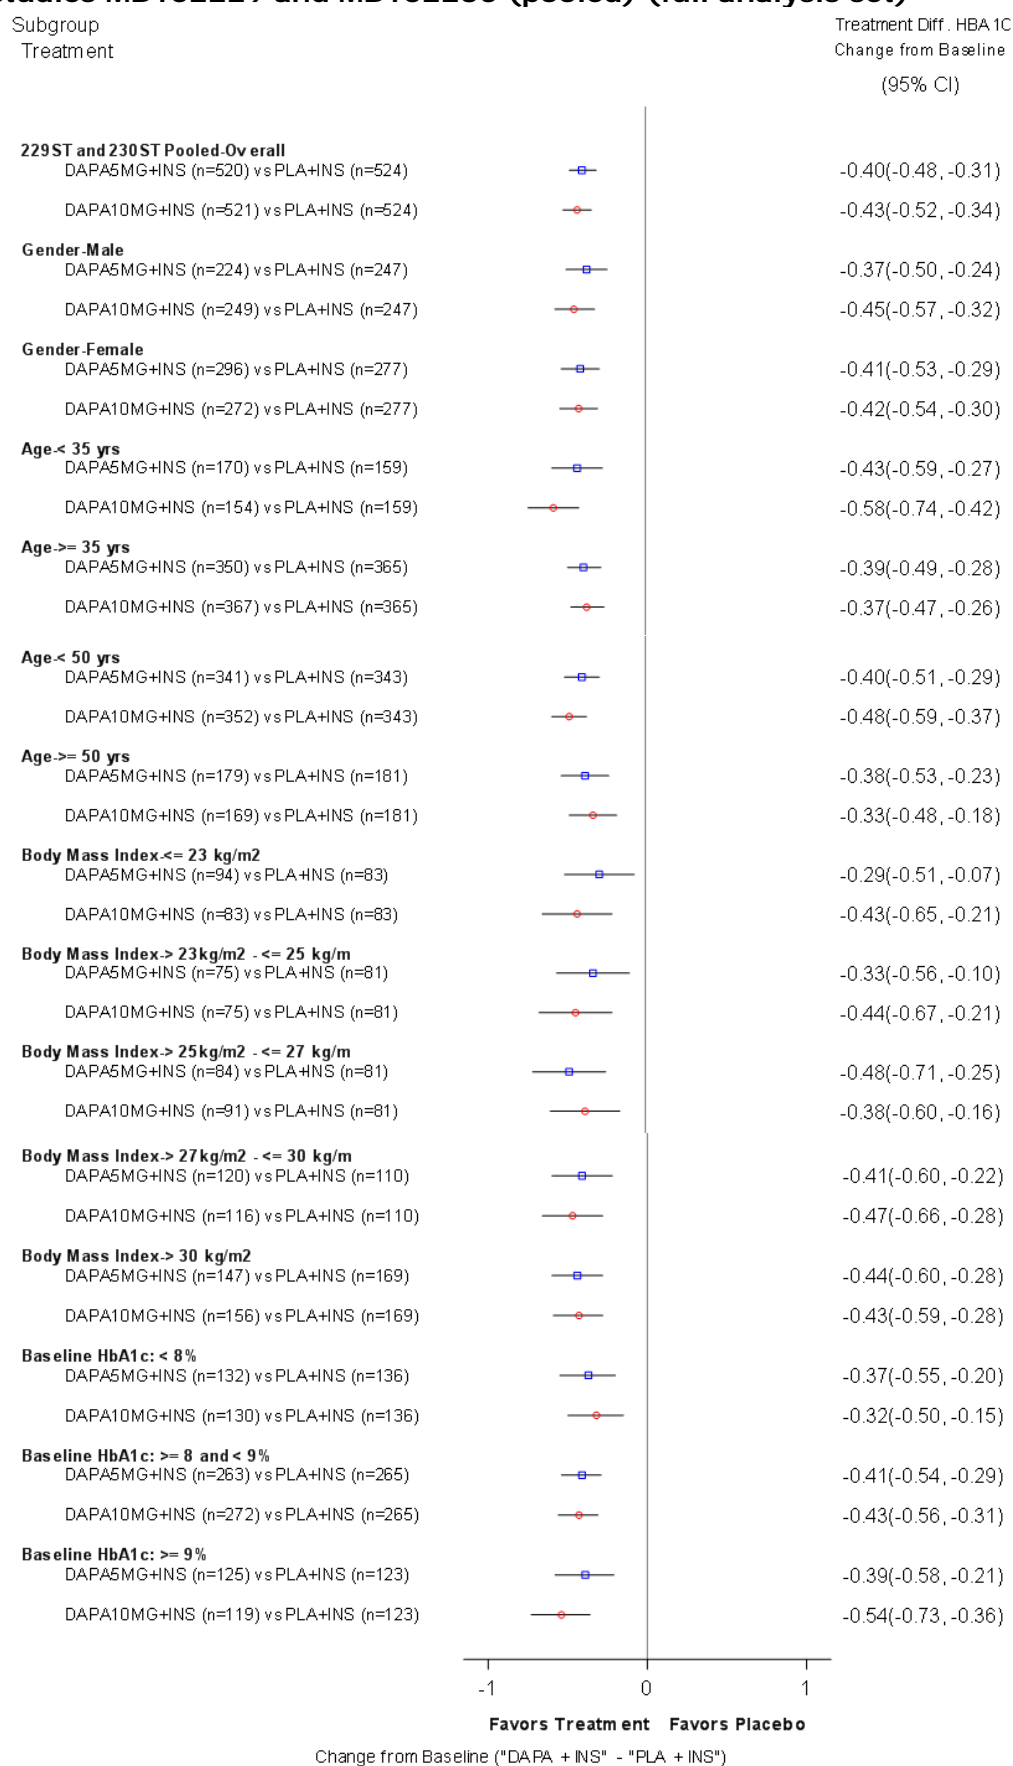 studies MB102229 and MB102230 (pooled) (full analysis set)
Subgroup Treatment Diff. HBA1C
Treatment Change from Baseline
(95% CI)
229ST and 230ST Pooled-Overall
DAPA5MG+INS (n=520) vs PLA+INS (n=524) -0.40(-0.48, -0.31)
DAPA10MG+INS (n=521) vs PLA+INS (n=524) -0.43(-0.52, -0.34)
Gender-Male
DAPA5MG+INS (n=224) vs PLA+INS (n=247) -0.37(-0.50, -0.24)
DAPA10MG+INS (n=249) vs PLA+INS (n=247) -0.45(-0.57, -0.32)
Gender-Female
DAPA5MG+INS (n=296) vs PLA+INS (n=277) -0.41(-0.53, -0.29)
DAPA10MG+INS (n=272) vs PLA+INS (n=277) -0.42(-0.54, -0.30)
Age-< 35 yrs
DAPA5MG+INS (n=170) vs PLA+INS (n=159) -0.43(-0.59, -0.27)
DAPA10MG+INS (n=154) vs PLA+INS (n=159) -0.58(-0.74, -0.42)
Age->= 35 yrs
DAPA5MG+INS (n=350) vs PLA+INS (n=365) -0.39(-0.49, -0.28)
DAPA10MG+INS (n=367) vs PLA+INS (n=365) -0.37(-0.47, -0.26)
Age-< 50 yrs
DAPA5MG+INS (n=341) vs PLA+INS (n=343) -0.40(-0.51, -0.29)
DAPA10MG+INS (n=352) vs PLA+INS (n=343) -0.48(-0.59, -0.37)
Age->= 50 yrs
DAPA5MG+INS (n=179) vs PLA+INS (n=181) -0.38(-0.53, -0.23)
DAPA10MG+INS (n=169) vs PLA+INS (n=181) -0.33(-0.48, -0.18)
Body Mass Index-<= 23 kg/m2
DAPA5MG+INS (n=94) vs PLA+INS (n=83) -0.29(-0.51, -0.07)
DAPA10MG+INS (n=83) vs PLA+INS (n=83) -0.43(-0.65, -0.21)
Body Mass Index-> 23kg/m2 - <= 25 kg/m
DAPA5MG+INS (n=75) vs PLA+INS (n=81) -0.33(-0.56, -0.10)
DAPA10MG+INS (n=75) vs PLA+INS (n=81) -0.44(-0.67, -0.21)
Body Mass Index-> 25kg/m2 - <= 27 kg/m
DAPA5MG+INS (n=84) vs PLA+INS (n=81) -0.48(-0.71, -0.25)
DAPA10MG+INS (n=91) vs PLA+INS (n=81) -0.38(-0.60, -0.16)
Body Mass Index-> 27kg/m2 - <= 30 kg/m
DAPA5MG+INS (n=120) vs PLA+INS (n=110) -0.41(-0.60, -0.22)
DAPA10MG+INS (n=116) vs PLA+INS (n=110) -0.47(-0.66, -0.28)
Body Mass Index-> 30 kg/m2
DAPA5MG+INS (n=147) vs PLA+INS (n=169) -0.44(-0.60, -0.28)
DAPA10MG+INS (n=156) vs PLA+INS (n=169) -0.43(-0.59, -0.28)
Baseline HbA1c: < 8%
DAPA5MG+INS (n=132) vs PLA+INS (n=136) -0.37(-0.55, -0.20)
DAPA10MG+INS (n=130) vs PLA+INS (n=136) -0.32(-0.50, -0.15)
Baseline HbA1c: >= 8 and < 9%
DAPA5MG+INS (n=263) vs PLA+INS (n=265) -0.41(-0.54, -0.29)
DAPA10MG+INS (n=272) vs PLA+INS (n=265) -0.43(-0.56, -0.31)
Baseline HbA1c: >= 9%
DAPA5MG+INS (n=125) vs PLA+INS (n=123) -0.39(-0.58, -0.21)
DAPA10MG+INS (n=119) vs PLA+INS (n=123) -0.54(-0.73, -0.36)
-1 0 1
Favors Treatment Favors Placebo
Change from Baseline ("DAPA + INS" - "PLA + INS")